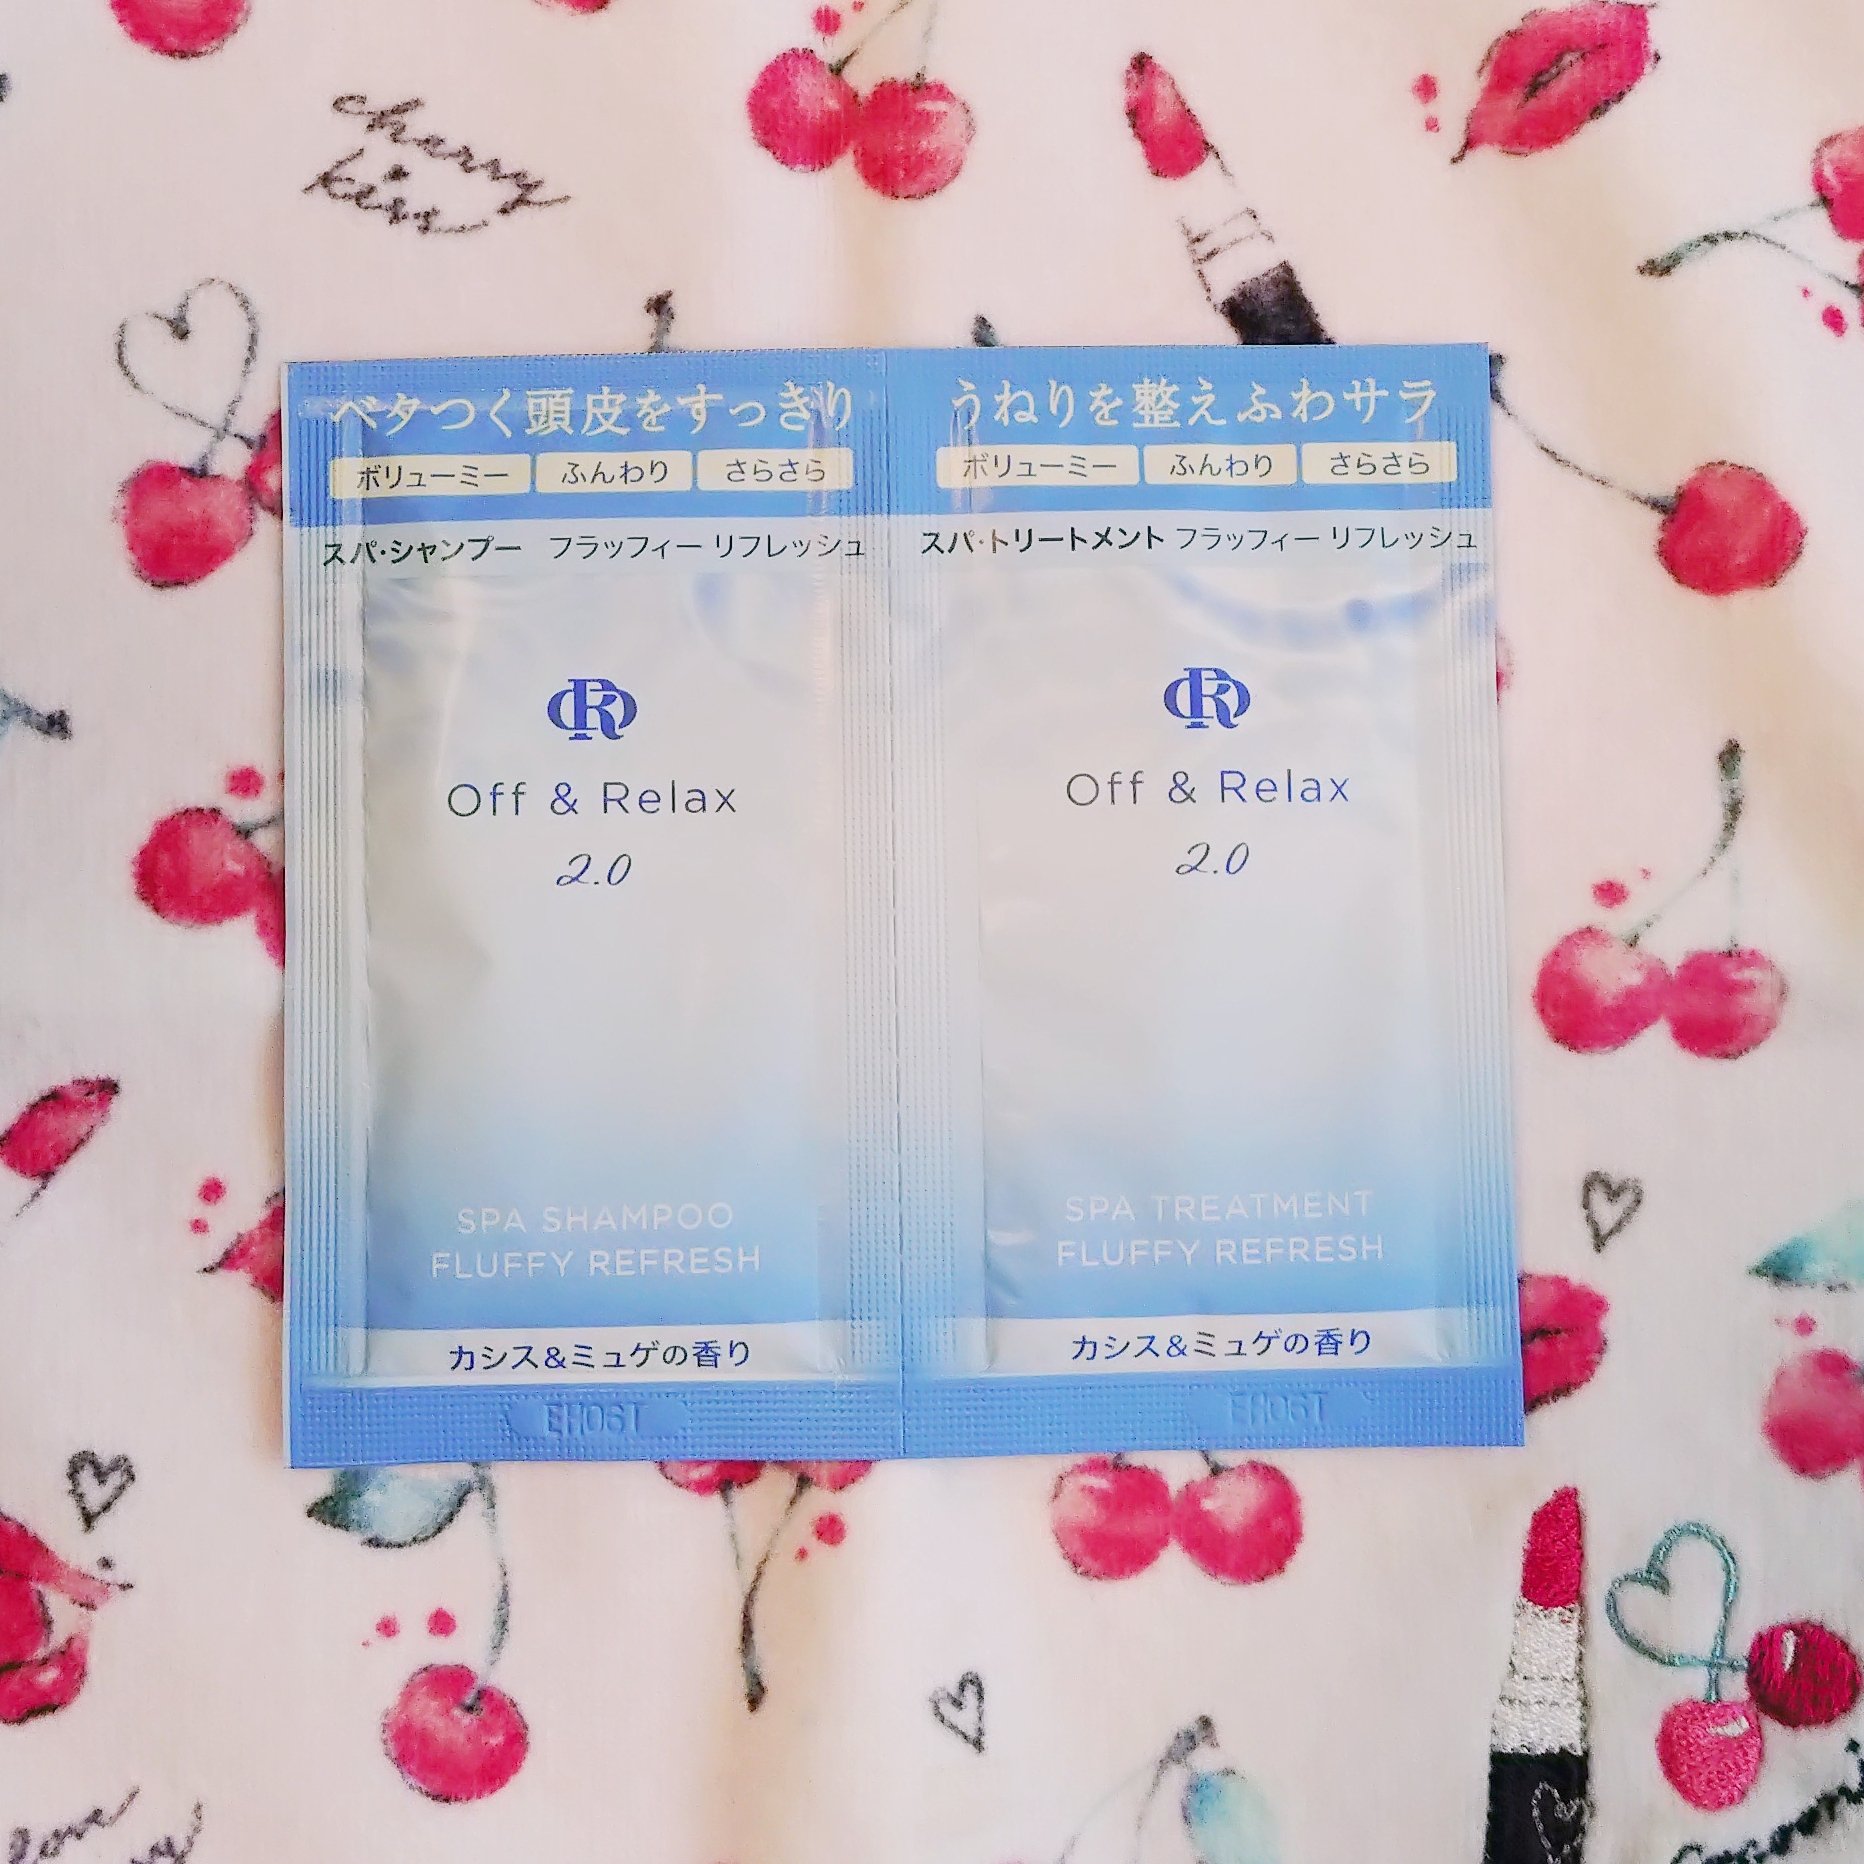 charry
kiss
ベタつく頭皮をすっきり
ボリューミー ふんわり さらさら
スパ・シャンプー フラッフィー リフレッシュ
OR
Off & Relax
2.0
SPA SHAMPOO
FLUFFY REFRESH
カシス&ミュゲの香り
EH06T
うねりを整えふわサラ
ボリューミー ふんわり さらさら
スパ・トリートメント フラッフィー リフレッシュ
OR
Off & Relax
2.0
SPA TREATMENT
FLUFFY REFRESH
カシス&ミュゲの香り
EH06T
love